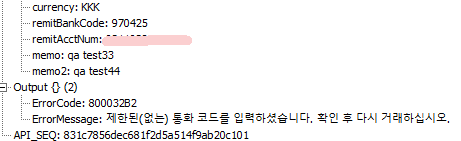 currency: KKK
remitBankCode: 970425
remitAcctNum:
memo: qa test33
memo2: qa test44
Output {} (2)
ErrorCode: 800032B2
ErrorMessage: 제한된(없는) 통화 코드를 입력하셨습니다. 확인 후 다시 거래하십시오.
API_SEQ: 831c7856dec681f2d5a514f9ab20c101